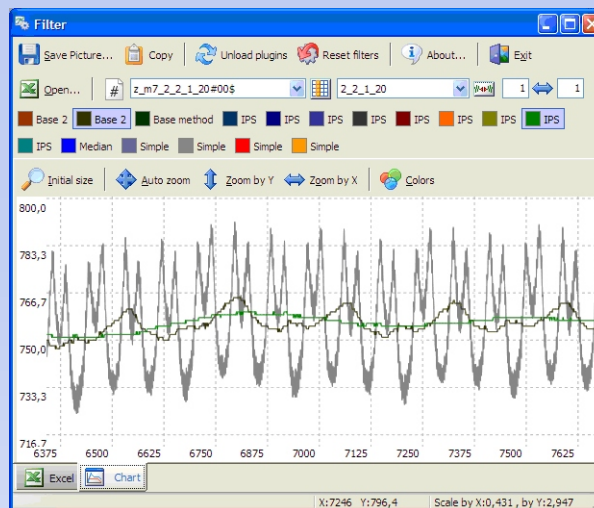 Filter
Save Picture... Copy Unload plugins Reset filters About... Exit
Open... # z_m7_2_2_1_20#00$ 2_2_1_20 1 1
Base 2 Base 2 Base method IPS IPS IPS IPS IPS IPS IPS IPS
IPS Median Simple Simple Simple Simple
Initial size Auto zoom Zoom by Y Zoom by X Colors
800,0
783,3
766,7
750,0
733,3
716,7
6375 6500 6625 6750 6875 7000 7125 7250 7375 7500 7625
Excel Chart
X:7246 Y:796,4 Scale by X:0,431 , by Y:2,947